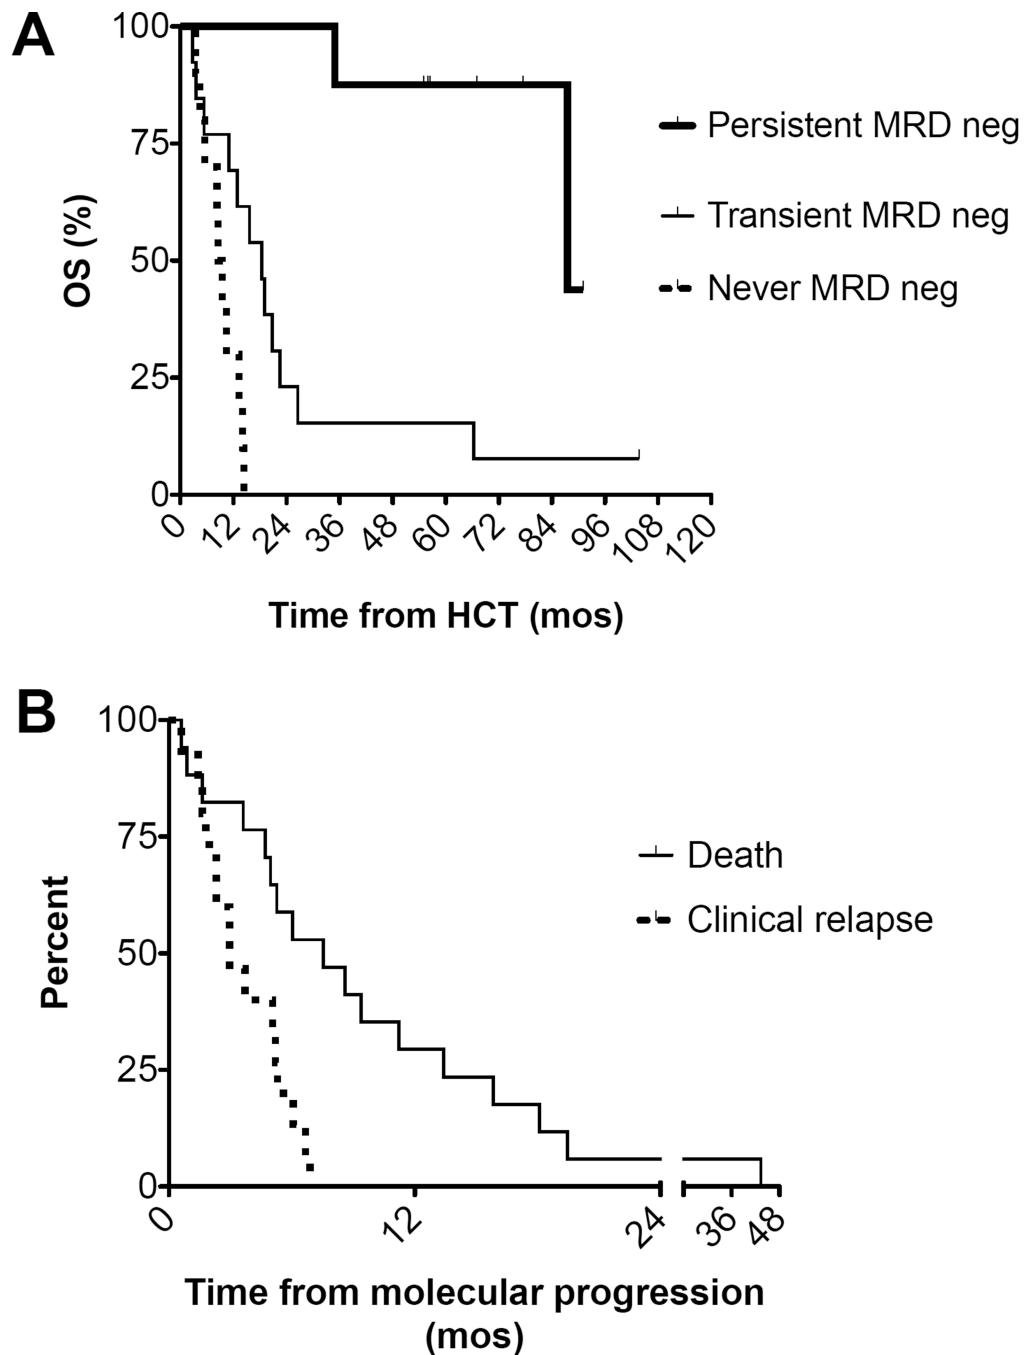 A
100
75
50
25
0
OS (%)
0 12 24 36 48 60 72 84 96 108 120
Time from HCT (mos)
Persistent MRD neg
Transient MRD neg
Never MRD neg
B
100
75
50
25
0
Percent
0 12 24 36 48
Time from molecular progression
(mos)
Death
Clinical relapse